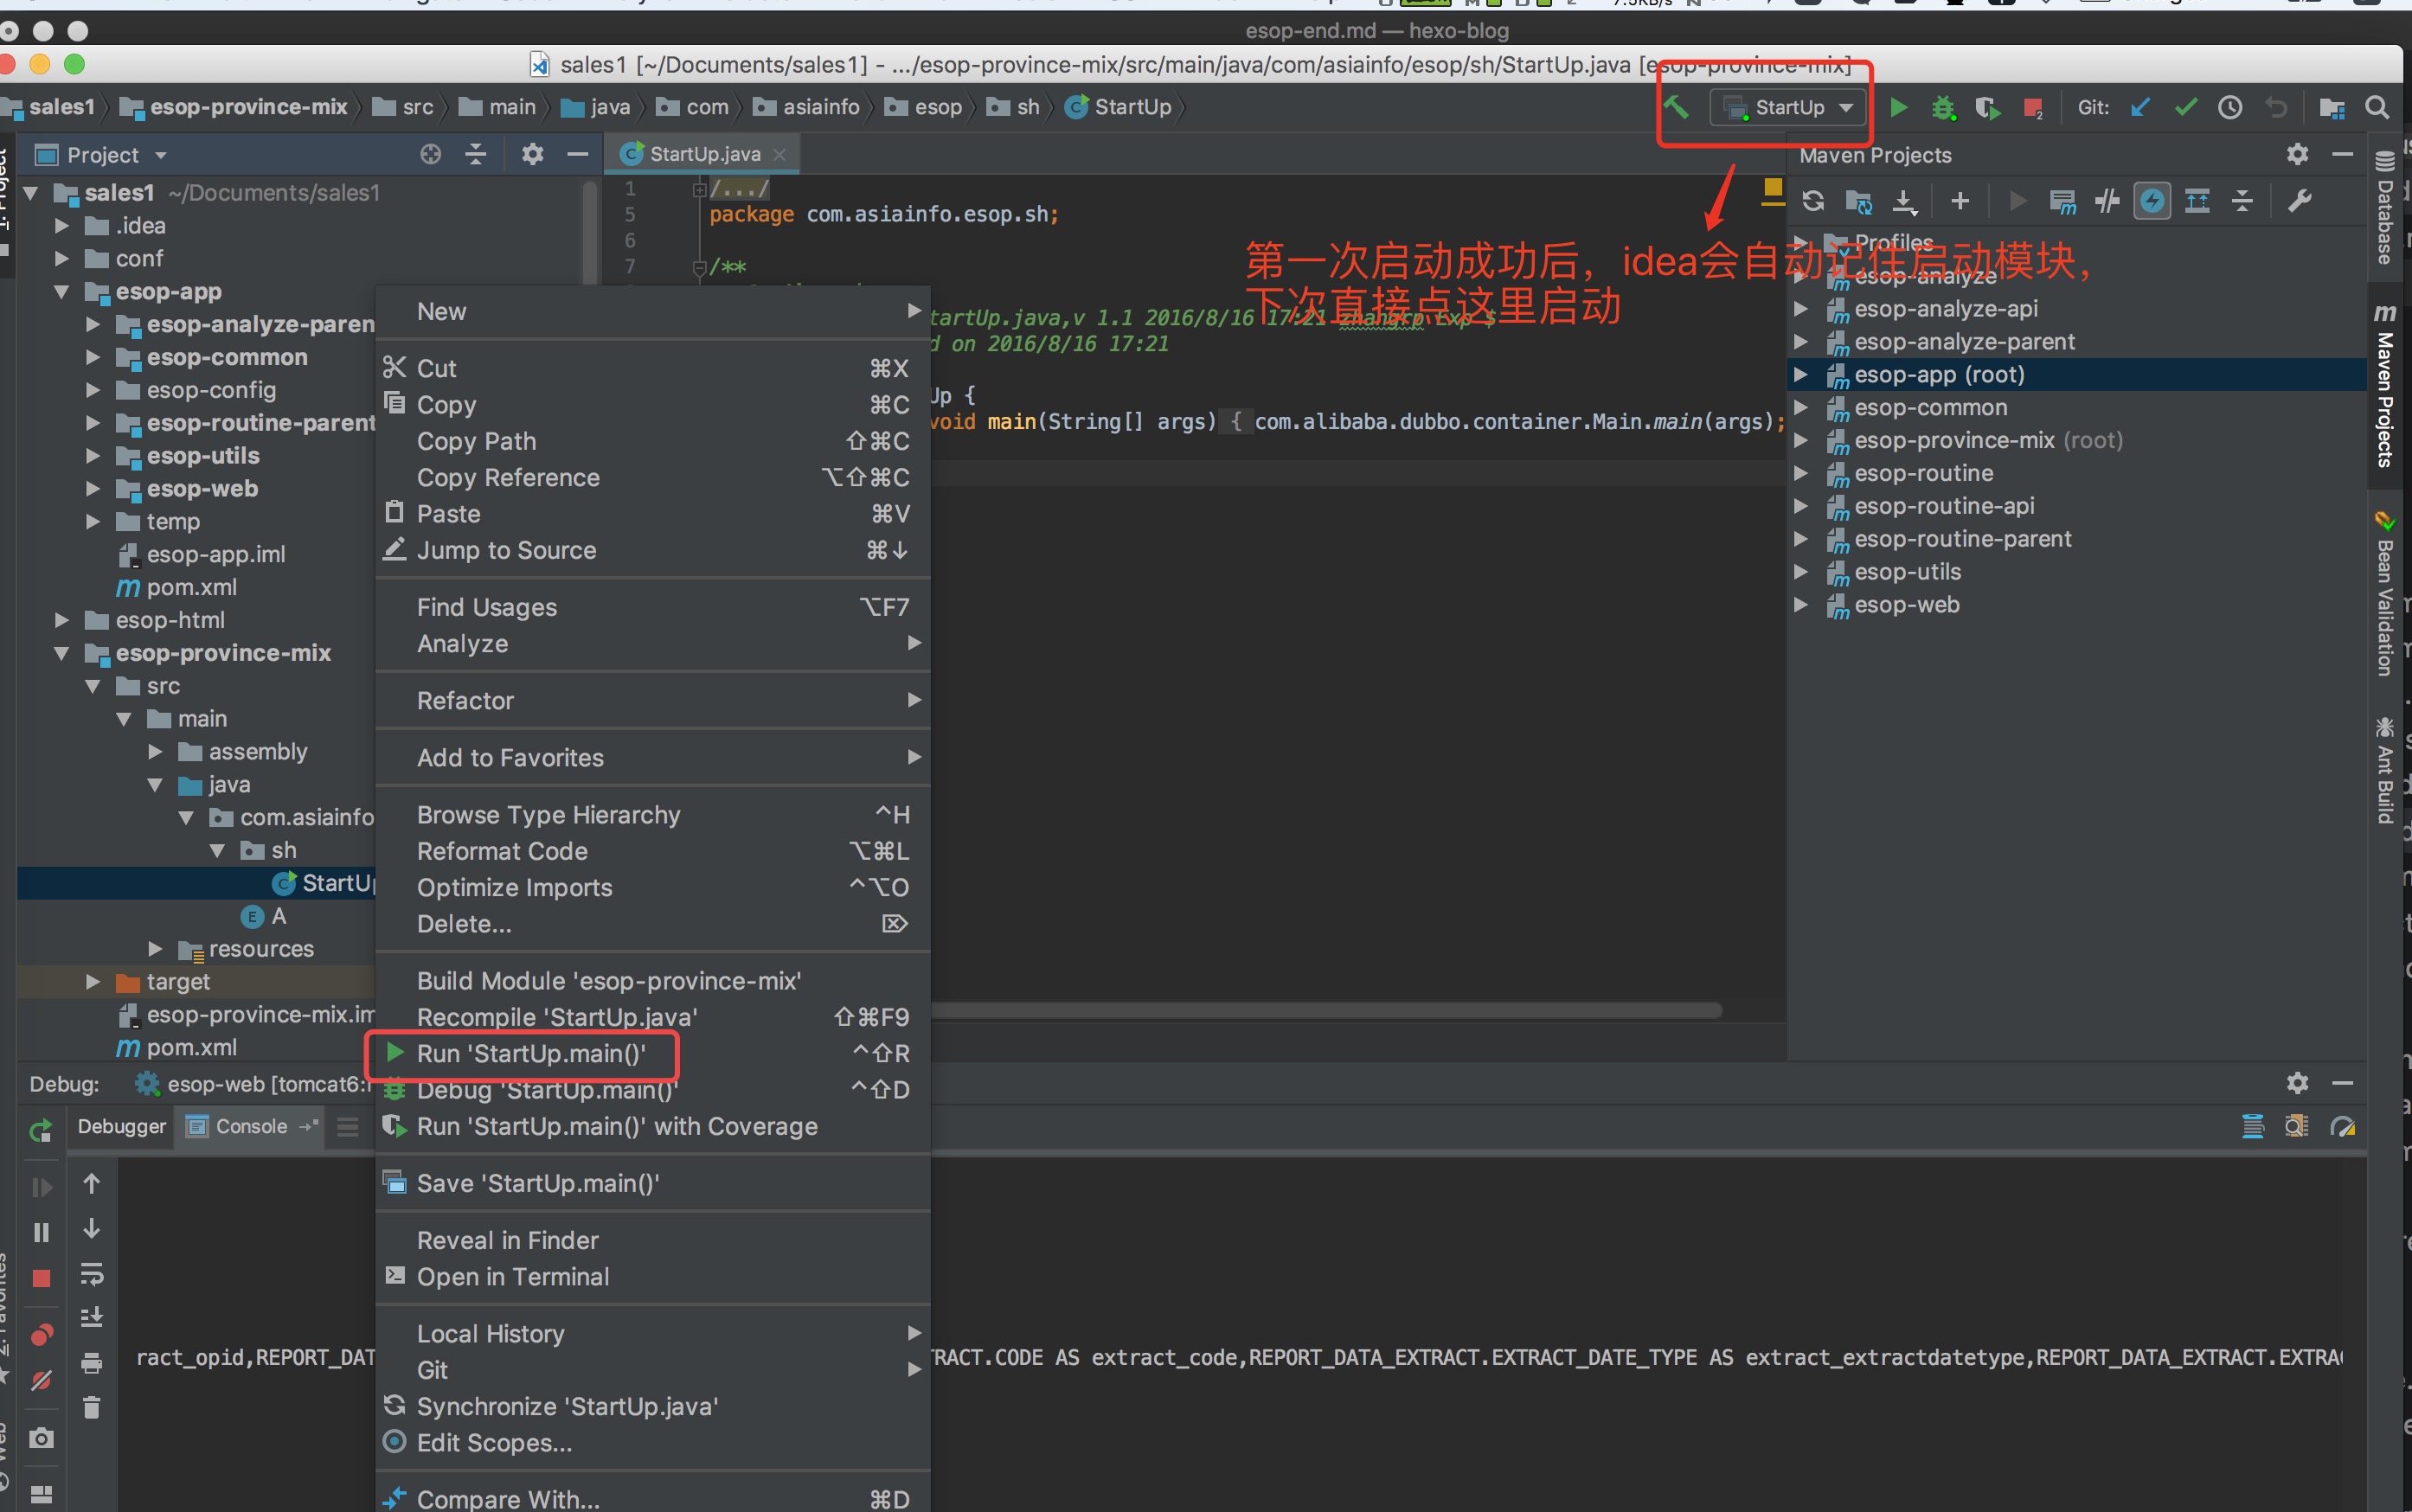 esop-end.md — hexo-blog
sales1 [~/Documents/sales1] - .../esop-province-mix/src/main/java/com/asiainfo/esop/sh/StartUp.java [esop-province-mix]
sales1 esop-province-mix src main java com asiainfo esop sh StartUp
StartUp
Git:
Project
StartUp.java
Maven Projects
sales1 ~/Documents/sales1
.idea
conf
esop-app
esop-analyze-paren
esop-common
esop-config
esop-routine-parent
esop-utils
esop-web
temp
esop-app.iml
pom.xml
esop-html
esop-province-mix
src
main
assembly
java
com.asiainfo
sh
StartU
A
resources
target
esop-province-mix.im
pom.xml
1 /.../
5 package com.asiainfo.esop.sh;
6
7 /**
tartUp.java,v 1.1 2016/8/16 17:21 zhangrp Exp $
d on 2016/8/16 17:21
Up {
void main(String[] args) { com.alibaba.dubbo.container.Main.main(args);
第一次启动成功后，idea会自动记住启动模块，
下次直接点这里启动
New
Cut ⌘X
Copy ⌘C
Copy Path ⇧⌘C
Copy Reference ⌥⇧⌘C
Paste ⌘V
Jump to Source ⌘↓
Find Usages ⌥F7
Analyze
Refactor
Add to Favorites
Browse Type Hierarchy ^H
Reformat Code ⌥⌘L
Optimize Imports ^⌥O
Delete... ⌦
Build Module 'esop-province-mix'
Recompile 'StartUp.java' ⇧⌘F9
Run 'StartUp.main()' ^⇧R
Debug 'StartUp.main()' ^⇧D
Run 'StartUp.main()' with Coverage
Save 'StartUp.main()'
Reveal in Finder
Open in Terminal
Local History
Git
Synchronize 'StartUp.java'
Edit Scopes...
Compare With... ⌘D
Profiles
esop-analyze
esop-analyze-api
esop-analyze-parent
esop-app (root)
esop-common
esop-province-mix (root)
esop-routine
esop-routine-api
esop-routine-parent
esop-utils
esop-web
Database
Maven Projects
Bean Validation
Ant Build
Debug: esop-web [tomcat6:
Debugger Console
ract_opid,REPORT_DAT
TRACT.CODE AS extract_code,REPORT_DATA_EXTRACT.EXTRACT_DATE_TYPE AS extract_extractdatetype,REPORT_DATA_EXTRACT.EXTRA
2: Favorites
Web